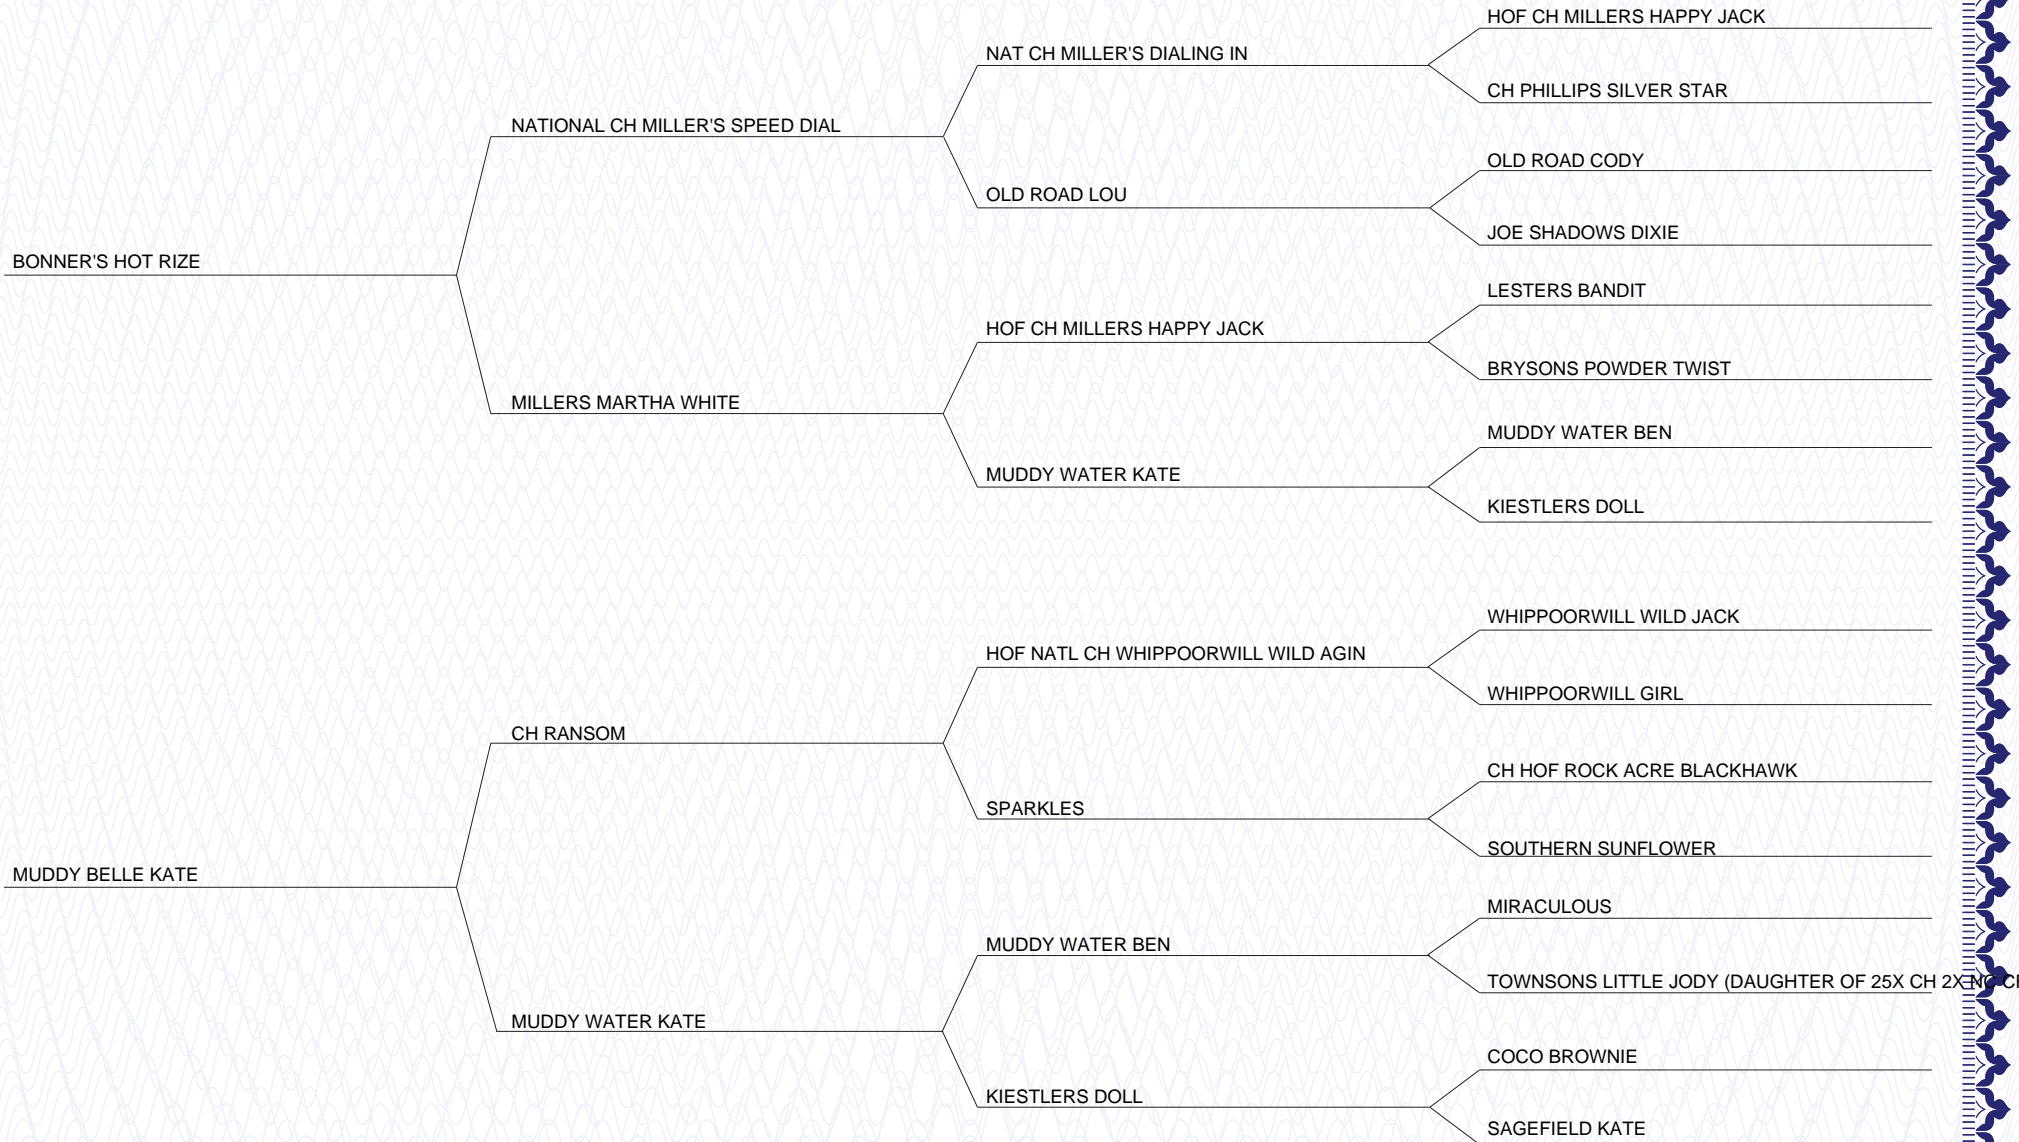 HOF CH MILLERS HAPPY JACK
NAT CH MILLER'S DIALING IN
CH PHILLIPS SILVER STAR
NATIONAL CH MILLER'S SPEED DIAL
OLD ROAD CODY
OLD ROAD LOU
JOE SHADOWS DIXIE
BONNER'S HOT RIZE
LESTERS BANDIT
HOF CH MILLERS HAPPY JACK
BRYSONS POWDER TWIST
MILLERS MARTHA WHITE
MUDDY WATER BEN
MUDDY WATER KATE
KIESTLERS DOLL
WHIPPOORWILL WILD JACK
HOF NATL CH WHIPPOORWILL WILD AGIN
WHIPPOORWILL GIRL
CH RANSOM
CH HOF ROCK ACRE BLACKHAWK
SPARKLES
SOUTHERN SUNFLOWER
MUDDY BELLE KATE
MIRACULOUS
MUDDY WATER BEN
TOWNSONS LITTLE JODY (DAUGHTER OF 25X CH 2X NC
MUDDY WATER KATE
COCO BROWNIE
KIESTLERS DOLL
SAGEFIELD KATE